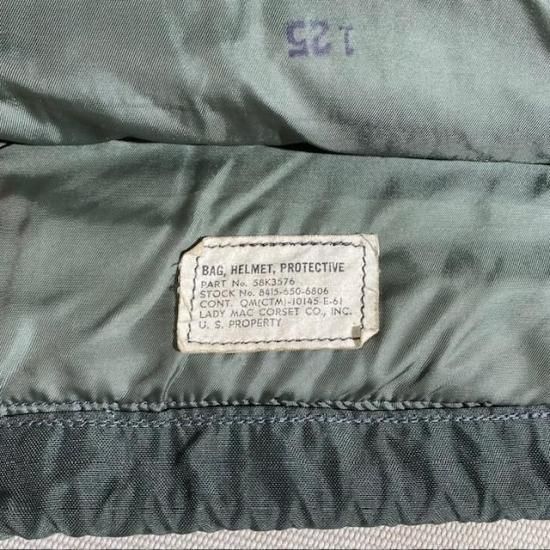 125
BAG, HELMET, PROTECTIVE
PART No. 58K3576
STOCK No. 8415-650-6806
CONT. QM(CTM)-10145-E-61
LADY MAC CORSET CO., INC.
U. S. PROPERTY